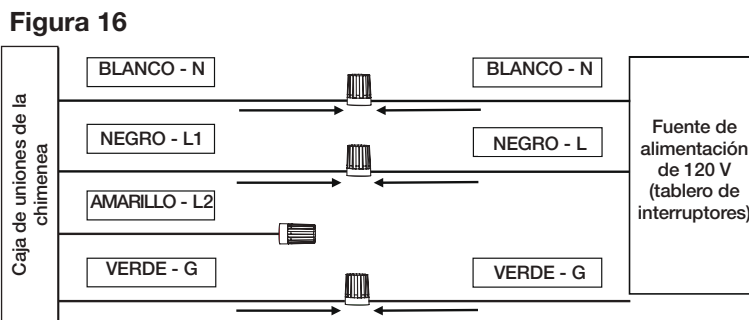 Figura 16
BLANCO - N
BLANCO - N
NEGRO - L1
NEGRO - L
AMARILLO - L2
VERDE - G
VERDE - G
Caja de uniones de la
chimenea
Fuente de
alimentación
de 120 V
(tablero de
interruptores)